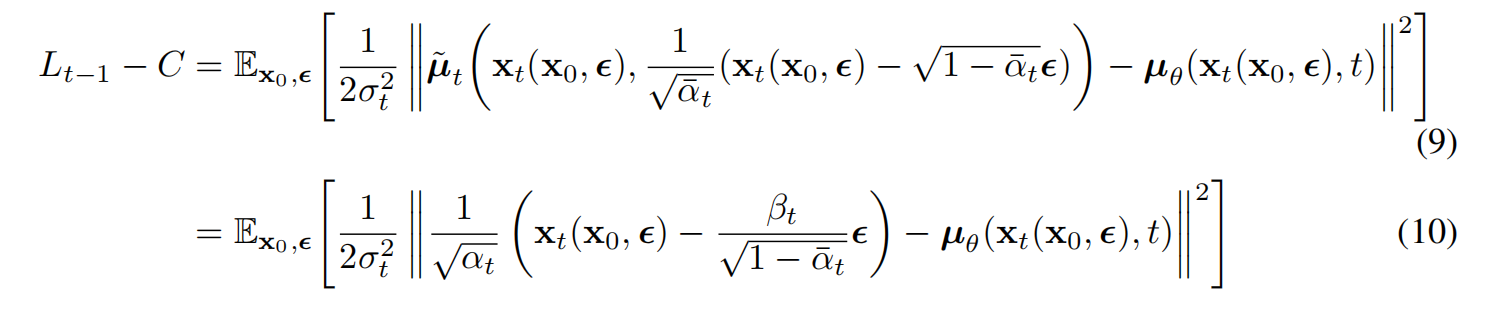 $L_{t-1} - C = \mathbb{E}_{\mathbf{x}_0, \boldsymbol{\epsilon}}\left[ \frac{1}{2\sigma_t^2} \left\| \tilde{\boldsymbol{\mu}}_t\left( \mathbf{x}_t(\mathbf{x}_0, \boldsymbol{\epsilon}), \frac{1}{\sqrt{\bar{\alpha}_t}}(\mathbf{x}_t(\mathbf{x}_0, \boldsymbol{\epsilon}) - \sqrt{1 - \bar{\alpha}_t}\boldsymbol{\epsilon}) \right) - \boldsymbol{\mu}_\theta(\mathbf{x}_t(\mathbf{x}_0, \boldsymbol{\epsilon}), t) \right\|^2 \right]$
(9)
$= \mathbb{E}_{\mathbf{x}_0, \boldsymbol{\epsilon}}\left[ \frac{1}{2\sigma_t^2} \left\| \frac{1}{\sqrt{\alpha_t}}\left( \mathbf{x}_t(\mathbf{x}_0, \boldsymbol{\epsilon}) - \frac{\beta_t}{\sqrt{1 - \bar{\alpha}_t}}\boldsymbol{\epsilon} \right) - \boldsymbol{\mu}_\theta(\mathbf{x}_t(\mathbf{x}_0, \boldsymbol{\epsilon}), t) \right\|^2 \right]$ (10)